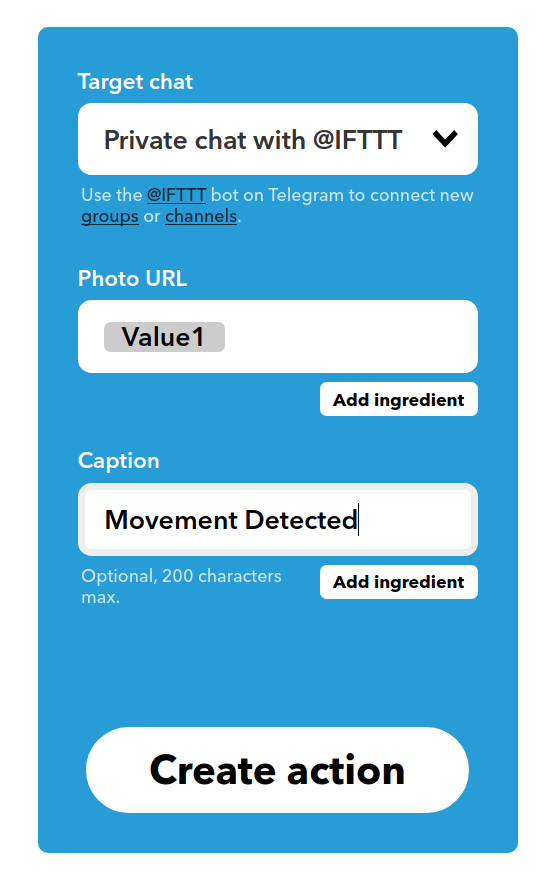 Target chat
Private chat with @IFTTT
Use the @IFTTT bot on Telegram to connect new
groups or channels.
Photo URL
Value1
Add ingredient
Caption
Movement Detected
Optional, 200 characters
max.
Add ingredient
Create action